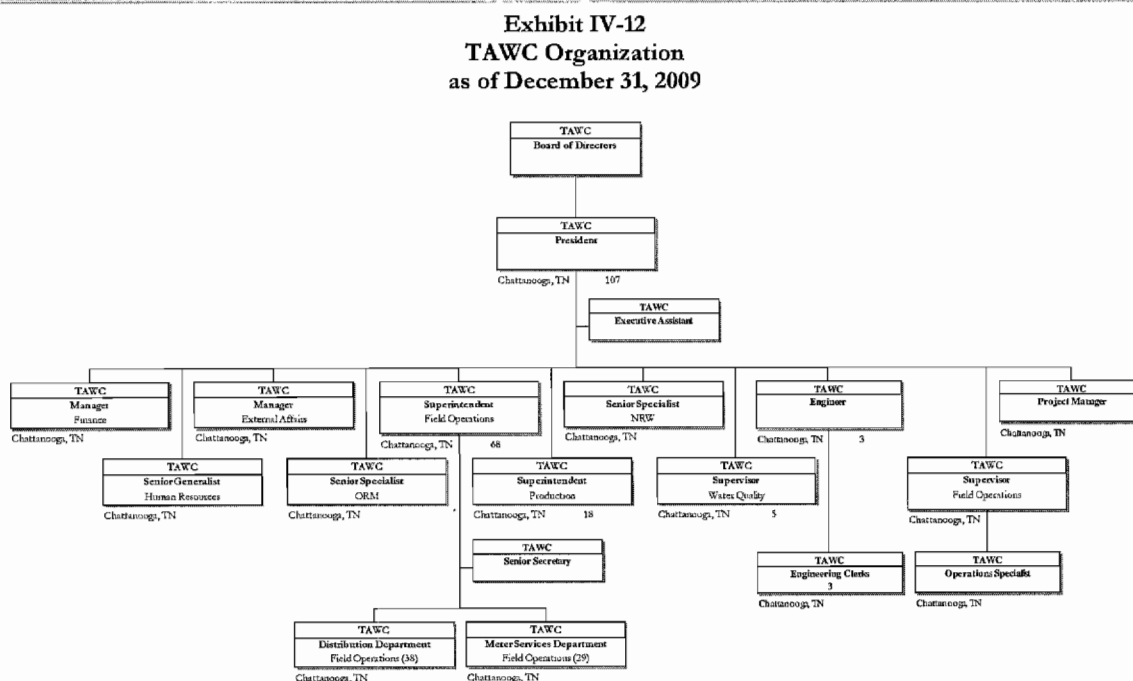 Exhibit IV-12
TAWC Organization
as of December 31, 2009
TAWC
Board of Directors
TAWC
President
Chattanooga, TN 107
TAWC
Executive Assistant
TAWC
Manager
Finance
Chattanooga, TN
TAWC
Manager
External Affairs
Chattanooga, TN
TAWC
Superintendent
Field Operations
Chattanooga, TN 68
TAWC
Senior Specialist
NRW
Chattanooga, TN
TAWC
Engineer
Chattanooga, TN 3
TAWC
Project Manager
Chattanooga, TN
TAWC
Senior Generalist
Human Resources
Chattanooga, TN
TAWC
Senior Specialist
ORM
Chattanooga, TN
TAWC
Superintendent
Production
Chattanooga, TN 18
TAWC
Supervisor
Water Quality
Chattanooga, TN 5
TAWC
Supervisor
Field Operations
Chattanooga, TN
TAWC
Senior Secretary
TAWC
Engineering Clerks
3
Chattanooga, TN
TAWC
Operations Specialist
Chattanooga, TN
TAWC
Distribution Department
Field Operations (38)
Chattanooga, TN
TAWC
Meter Services Department
Field Operations (29)
Chattanooga, TN